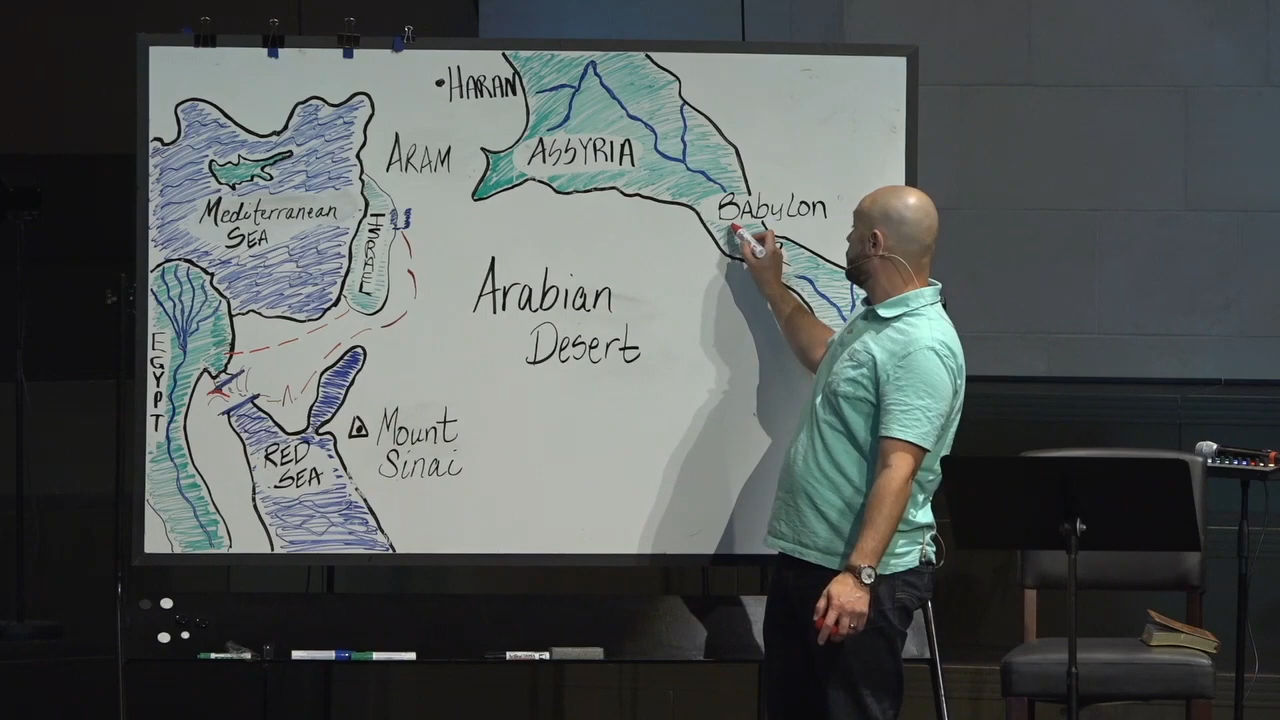 HARAN
ARAM
ASSYRIA
Mediterranean
SEA
ISRAEL
BAbyLon
Arabian
Desert
EGYPT
RED
SEA
Mount
Sinai